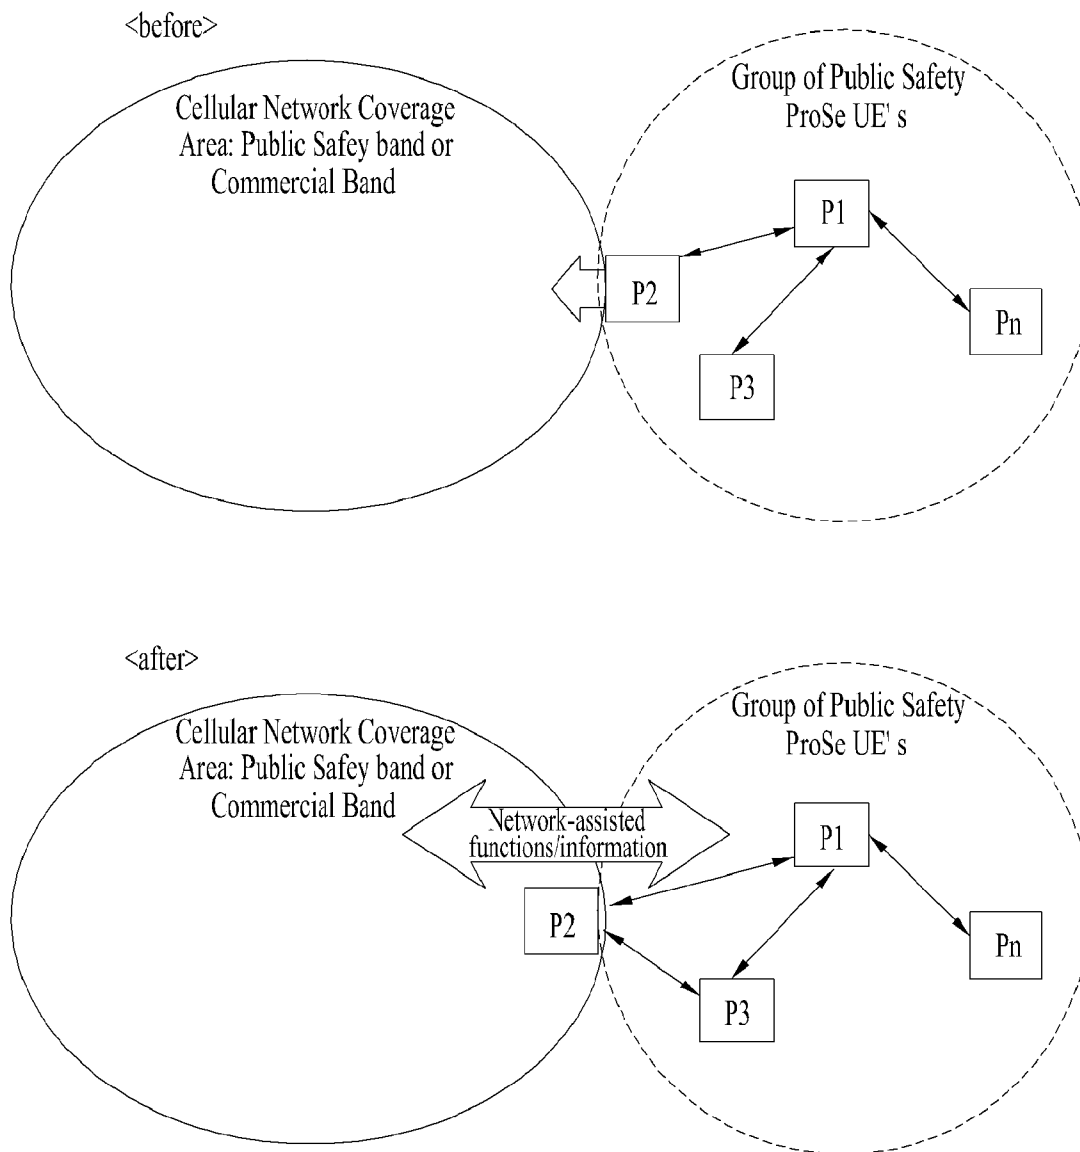 <before>
Cellular Network Coverage
Area: Public Safey band or
Commercial Band
Group of Public Safety
ProSe UE' s
P1
P2
P3
Pn
<after>
Cellular Network Coverage
Area: Public Safey band or
Commercial Band
Group of Public Safety
ProSe UE' s
Network-assisted
functions/information
P1
P2
P3
Pn